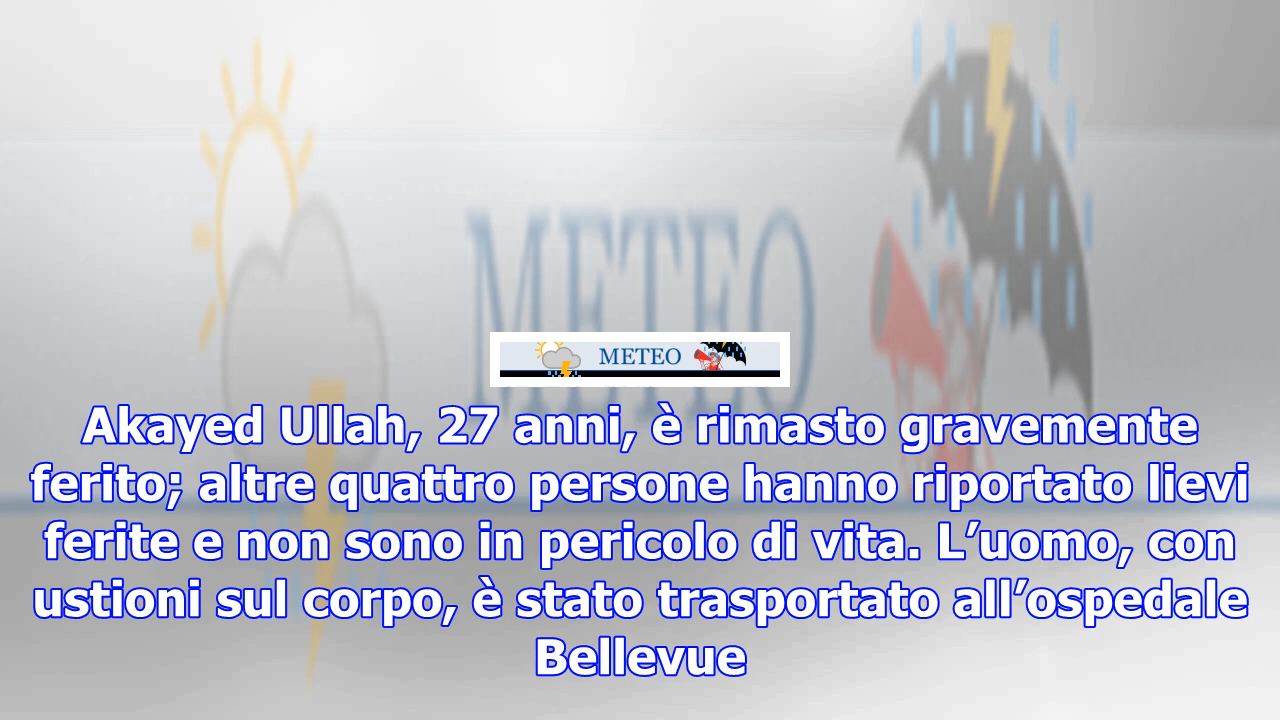 METEO
METEO
Akayed Ullah, 27 anni, è rimasto gravemente
ferito; altre quattro persone hanno riportato lievi
ferite e non sono in pericolo di vita. L’uomo, con
ustioni sul corpo, è stato trasportato all’ospedale
Bellevue